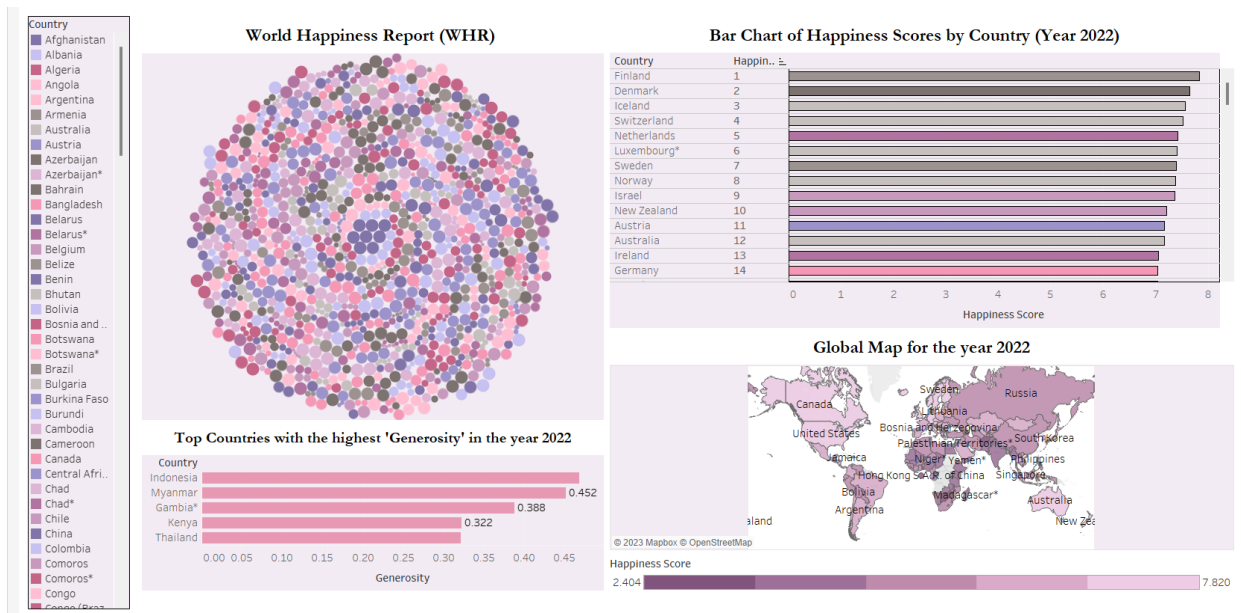 Country
Afghanistan
Albania
Algeria
Angola
Argentina
Armenia
Australia
Austria
Azerbaijan
Azerbaijan*
Bahrain
Bangladesh
Belarus
Belarus*
Belgium
Belize
Benin
Bhutan
Bolivia
Bosnia and ..
Botswana
Botswana*
Brazil
Bulgaria
Burkina Faso
Burundi
Cambodia
Cameroon
Canada
Central Afri..
Chad
Chad*
Chile
China
Colombia
Comoros
Comoros*
Congo
Congo (Braz
World Happiness Report (WHR)
Top Countries with the highest 'Generosity' in the year 2022
Country
Indonesia
Myanmar 0.452
Gambia* 0.388
Kenya 0.322
Thailand
0.00 0.05 0.10 0.15 0.20 0.25 0.30 0.35 0.40 0.45
Generosity
Bar Chart of Happiness Scores by Country (Year 2022)
Country Happin..
Finland 1
Denmark 2
Iceland 3
Switzerland 4
Netherlands 5
Luxembourg* 6
Sweden 7
Norway 8
Israel 9
New Zealand 10
Austria 11
Australia 12
Ireland 13
Germany 14
0 1 2 3 4 5 6 7 8
Happiness Score
Global Map for the year 2022
Sweden
Russia
Canada
Lithuania
Bosnia and Herzegovina
United States
Palestinian Territories*
South Korea
Jamaica
Niger*
Yemen*
Philippines
Hong Kong S.A.R. of China
Singapore
Bolivia
Madagascar*
Australia
Argentina
aland
New Zea
© 2023 Mapbox © OpenStreetMap
Happiness Score
2.404 7.820